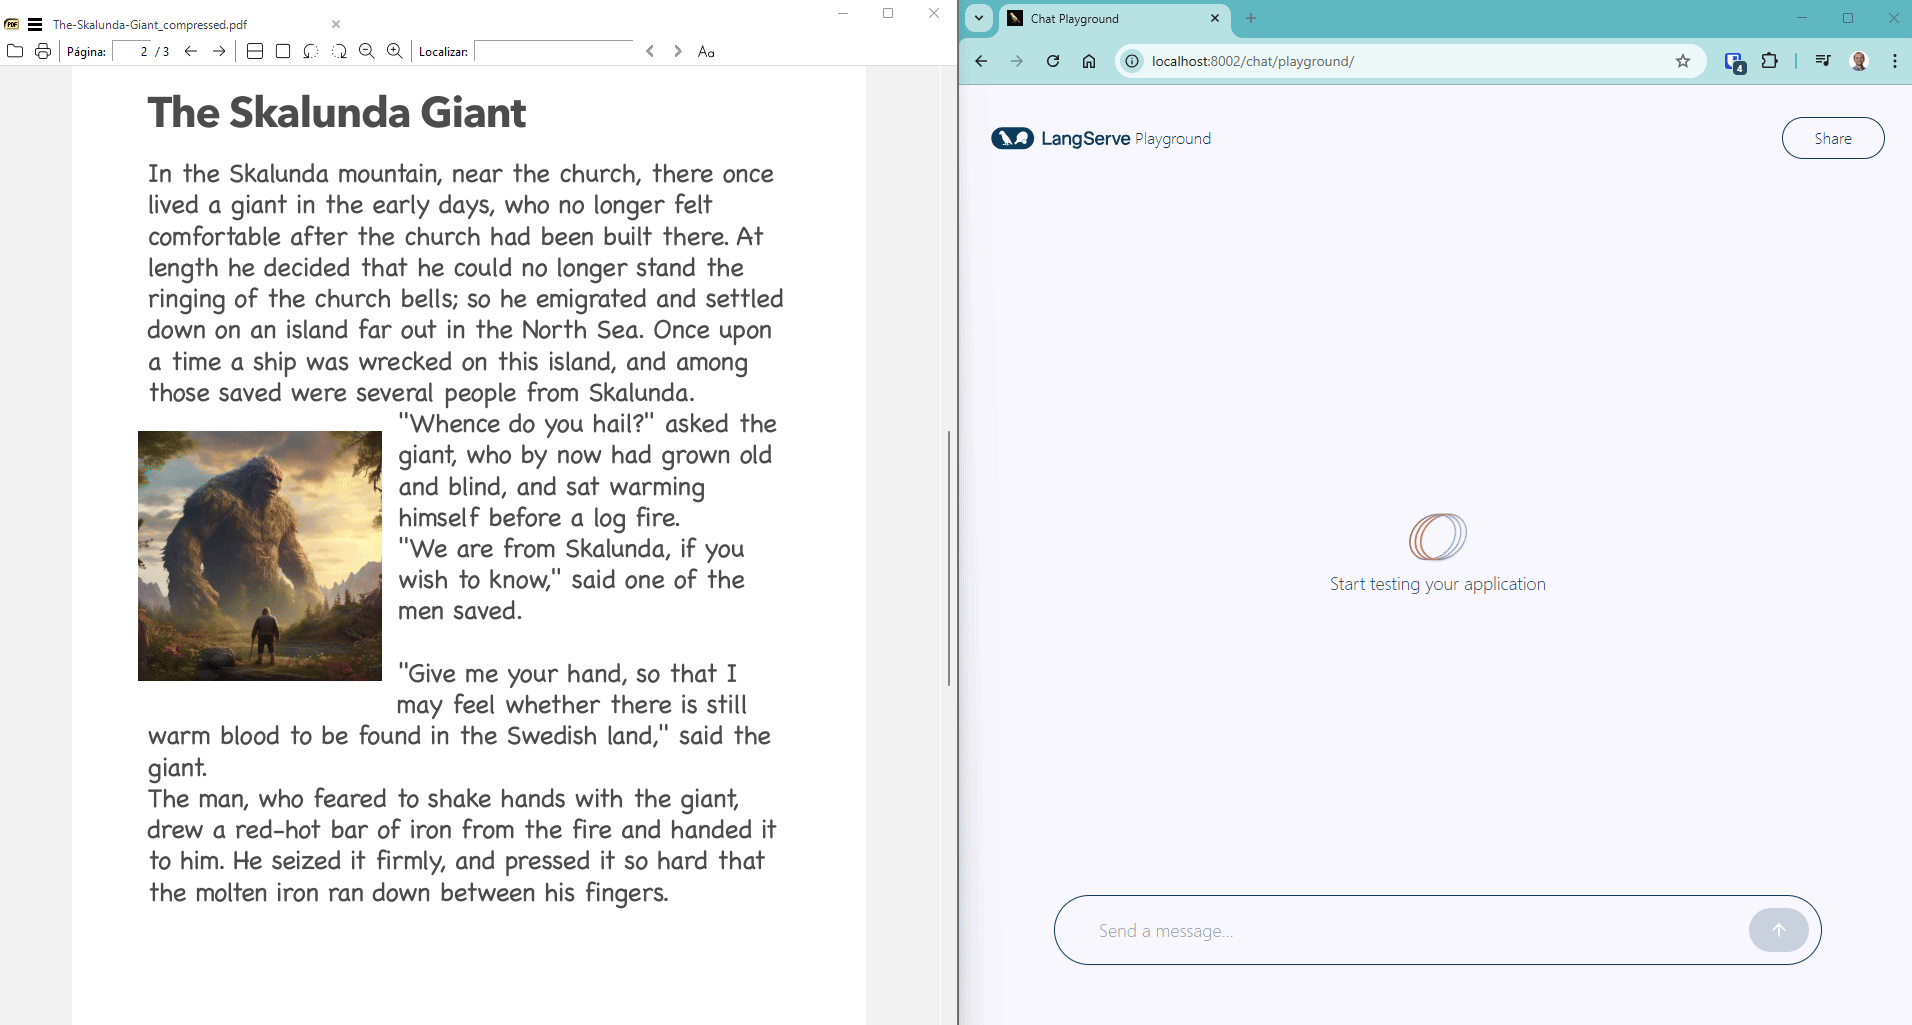 PDF
The-Skalunda-Giant_compressed.pdf
Página: 2 / 3
Localizar:
Aa
The Skalunda Giant
In the Skalunda mountain, near the church, there once
lived a giant in the early days, who no longer felt
comfortable after the church had been built there. At
length he decided that he could no longer stand the
ringing of the church bells; so he emigrated and settled
down on an island far out in the North Sea. Once upon
a time a ship was wrecked on this island, and among
those saved were several people from Skalunda.
"Whence do you hail?" asked the
giant, who by now had grown old
and blind, and sat warming
himself before a log fire.
"We are from Skalunda, if you
wish to know," said one of the
men saved.
"Give me your hand, so that I
may feel whether there is still
warm blood to be found in the Swedish land," said the
giant.
The man, who feared to shake hands with the giant,
drew a red-hot bar of iron from the fire and handed it
to him. He seized it firmly, and pressed it so hard that
the molten iron ran down between his fingers.
Chat Playground
localhost:8002/chat/playground/
4
LangServe Playground
Share
Start testing your application
Send a message...